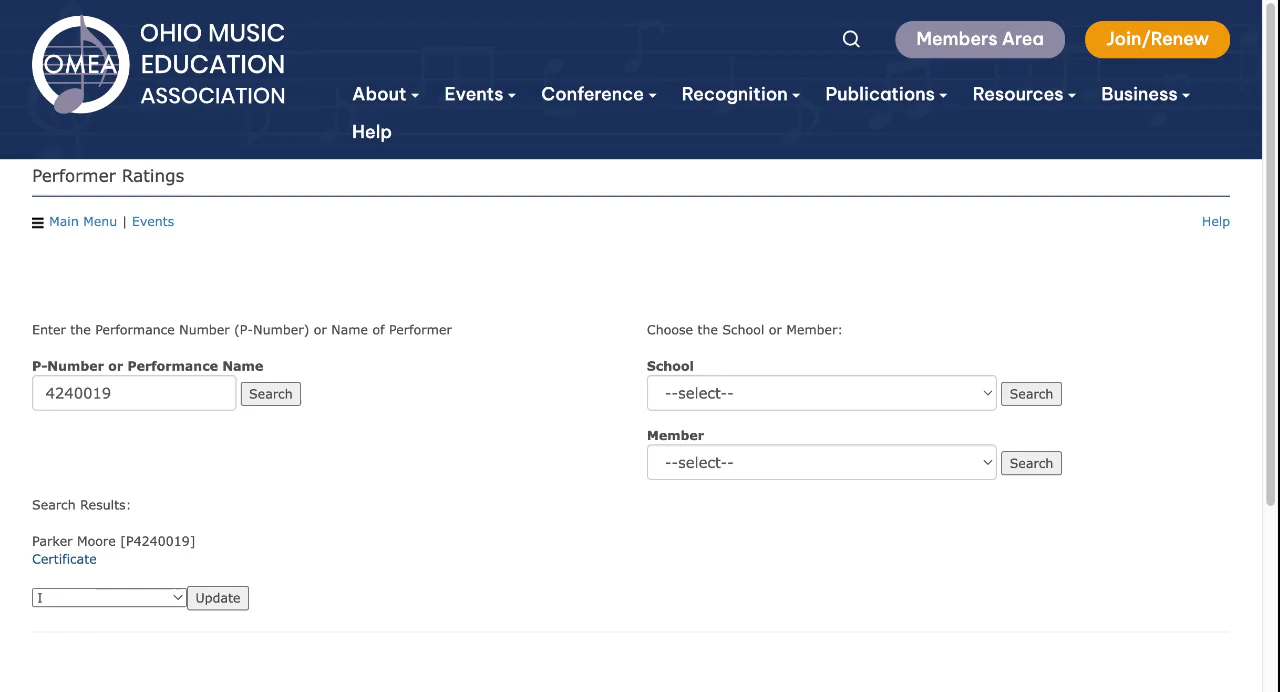 OMEA
OHIO MUSIC
EDUCATION
ASSOCIATION
Members Area
Join/Renew
About
Events
Conference
Recognition
Publications
Resources
Business
Help
Performer Ratings
Main Menu | Events
Help
Enter the Performance Number (P-Number) or Name of Performer
P-Number or Performance Name
4240019
Search
Choose the School or Member:
School
--select--
Search
Member
--select--
Search
Search Results:
Parker Moore [P4240019]
Certificate
I
Update